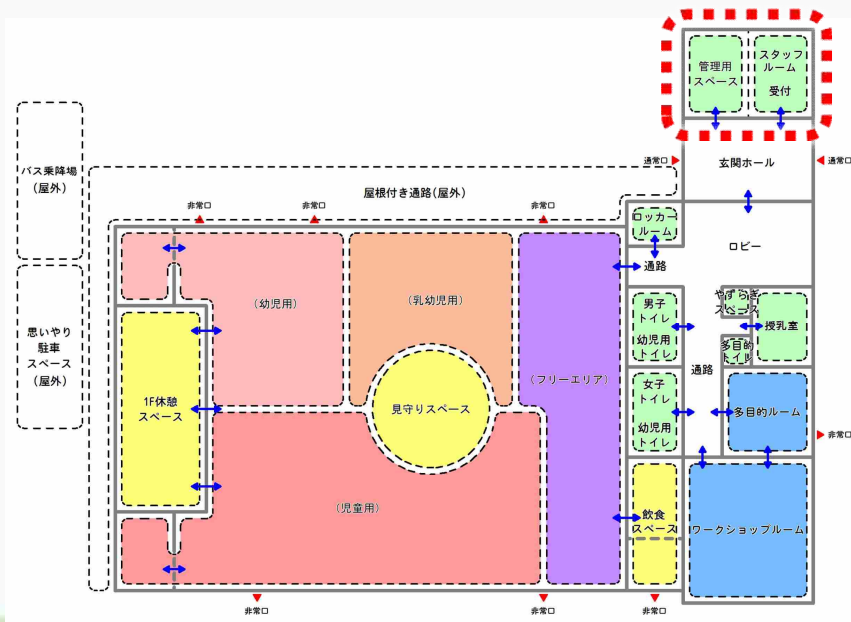 管理用
スペース
スタッフ
ルーム
受付
バス乗降場
(屋外)
通常口
玄関ホール
通常口
屋根付き通路(屋外)
非常口
非常口
非常口
ロッカー
ルーム
ロビー
通路
思いやり
駐車
スペース
(屋外)
(幼児用)
(乳幼児用)
(フリーエリア)
男子
トイレ
幼児用
トイレ
やすらぎ
スペース
授乳室
多目的
トイレ
通路
1F休憩
スペース
見守りスペース
女子
トイレ
幼児用
トイレ
多目的ルーム
非常口
(児童用)
飲食
スペース
ワークショップルーム
非常口
非常口
非常口